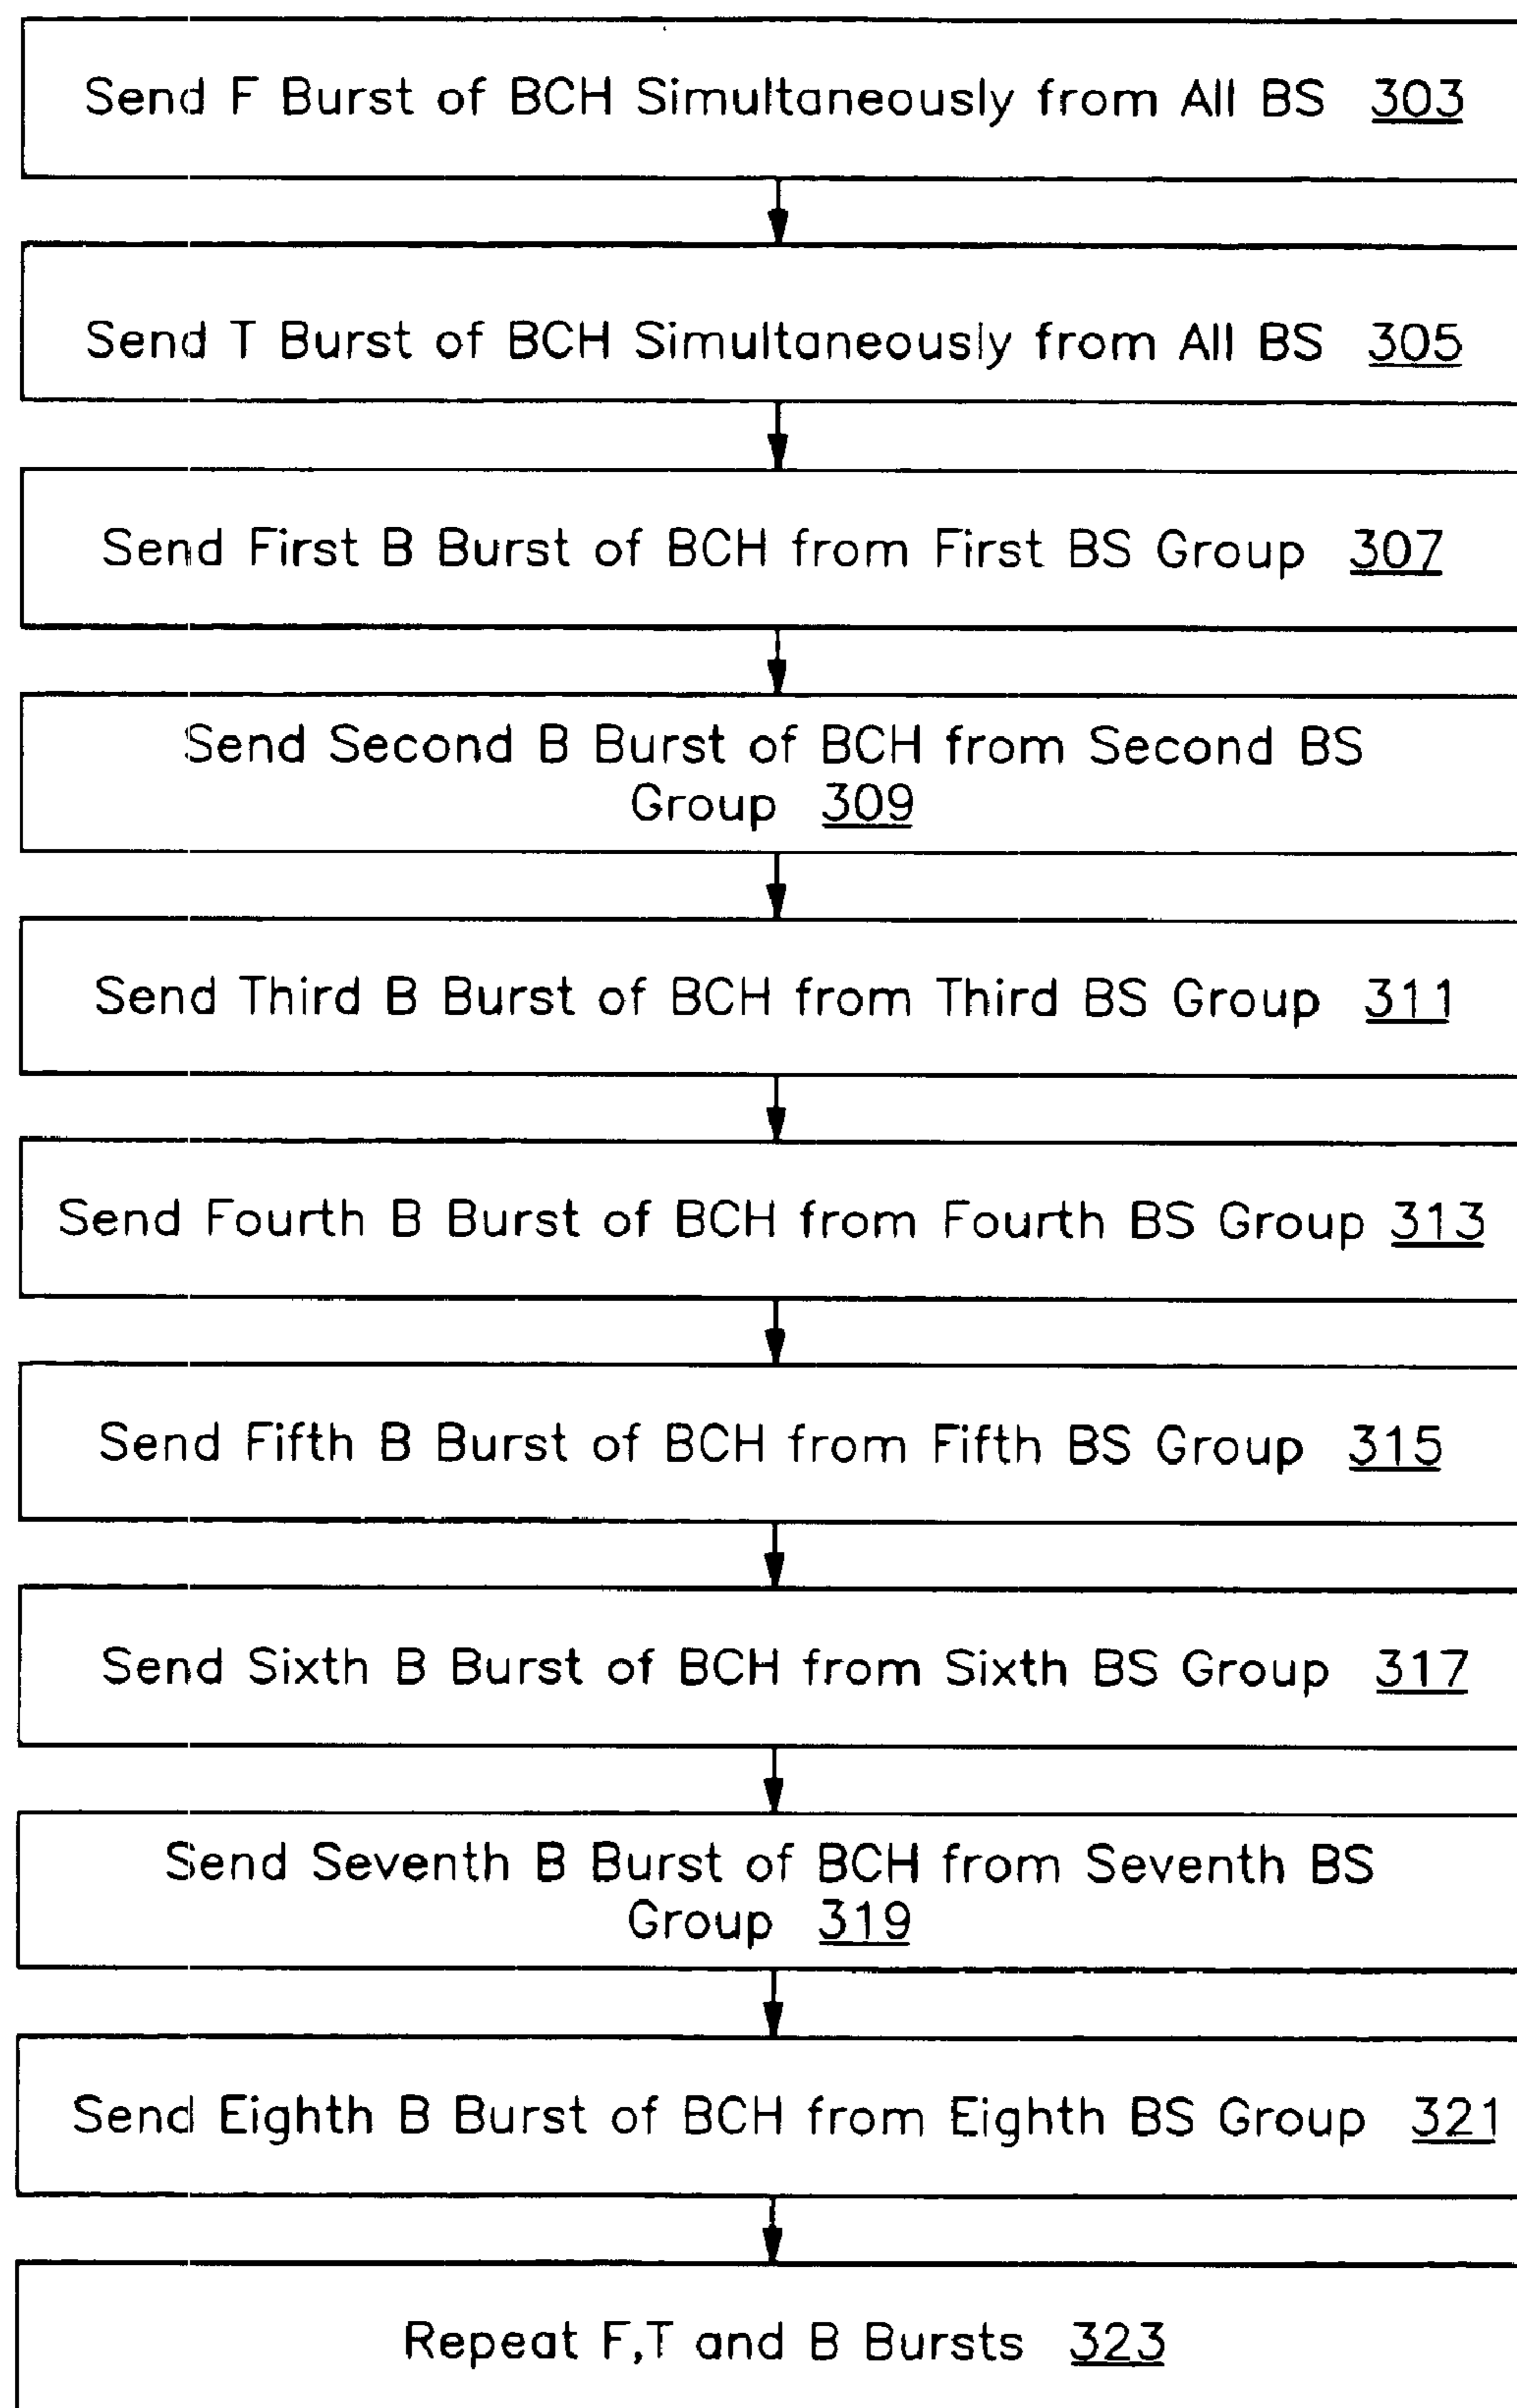 Send F Burst of BCH Simultaneously from All BS 303
Send T Burst of BCH Simultaneously from All BS 305
Send First B Burst of BCH from First BS Group 307
Send Second B Burst of BCH from Second BS
Group 309
Send Third B Burst of BCH from Third BS Group 311
Send Fourth B Burst of BCH from Fourth BS Group 313
Send Fifth B Burst of BCH from Fifth BS Group 315
Send Sixth B Burst of BCH from Sixth BS Group 317
Send Seventh B Burst of BCH from Seventh BS
Group 319
Send Eighth B Burst of BCH from Eighth BS Group 321
Repeat F,T and B Bursts 323